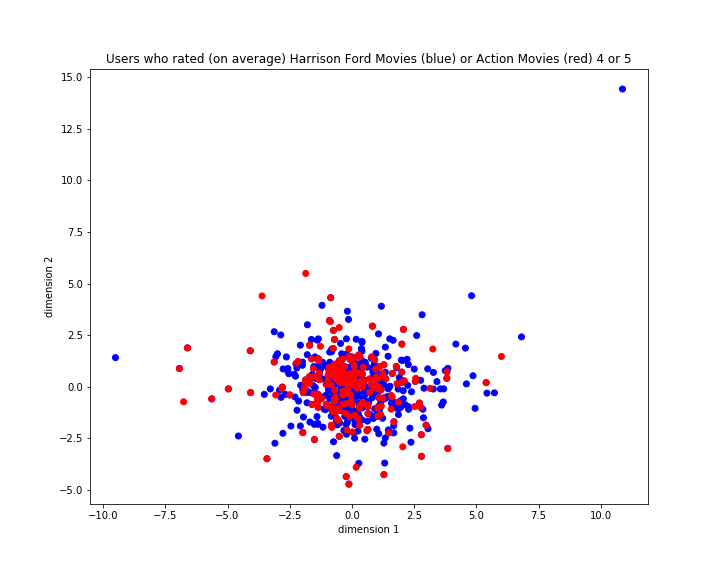 Users who rated (on average) Harrison Ford Movies (blue) or Action Movies (red) 4 or 5
15.0
12.5
10.0
7.5
5.0
2.5
0.0
−2.5
−5.0
dimension 2
−10.0 −7.5 −5.0 −2.5 0.0 2.5 5.0 7.5 10.0
dimension 1